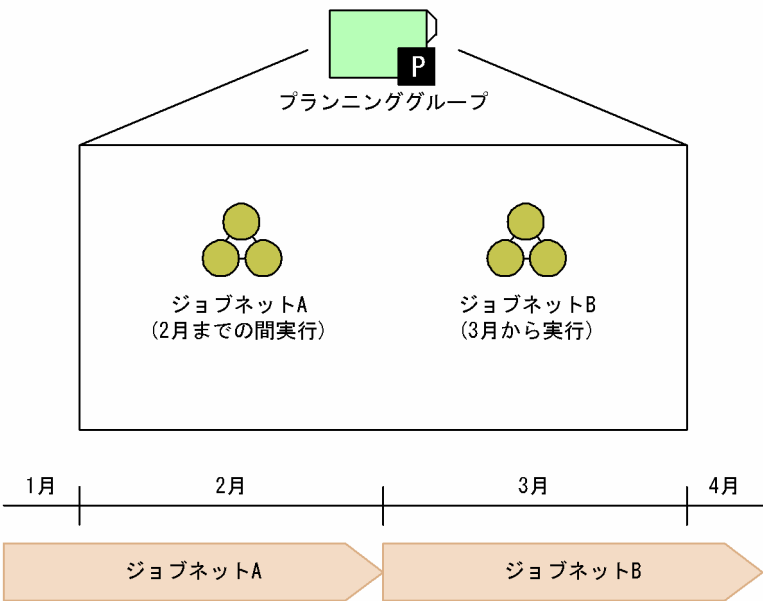 P
プランニンググループ
ジョブネットA
(2月までの間実行)
ジョブネットB
(3月から実行)
1月
2月
3月
4月
ジョブネットA
ジョブネットB